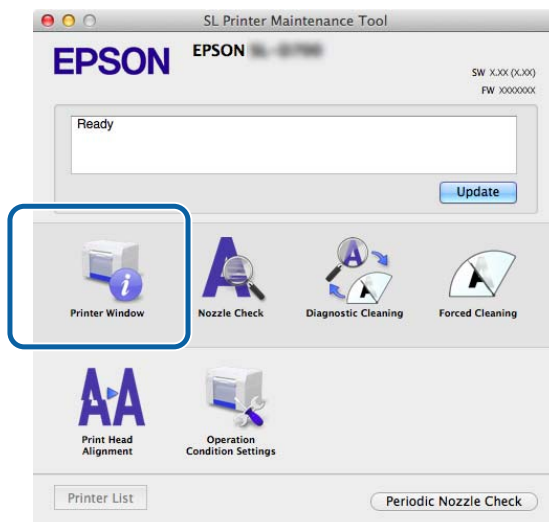 SL Printer Maintenance Tool
EPSON
EPSON
SW X.XX (X.XX)
FW XXXXXXX
Ready
Update
Printer Window
Nozzle Check
Diagnostic Cleaning
Forced Cleaning
Print Head
Alignment
Operation
Condition Settings
Printer List
Periodic Nozzle Check